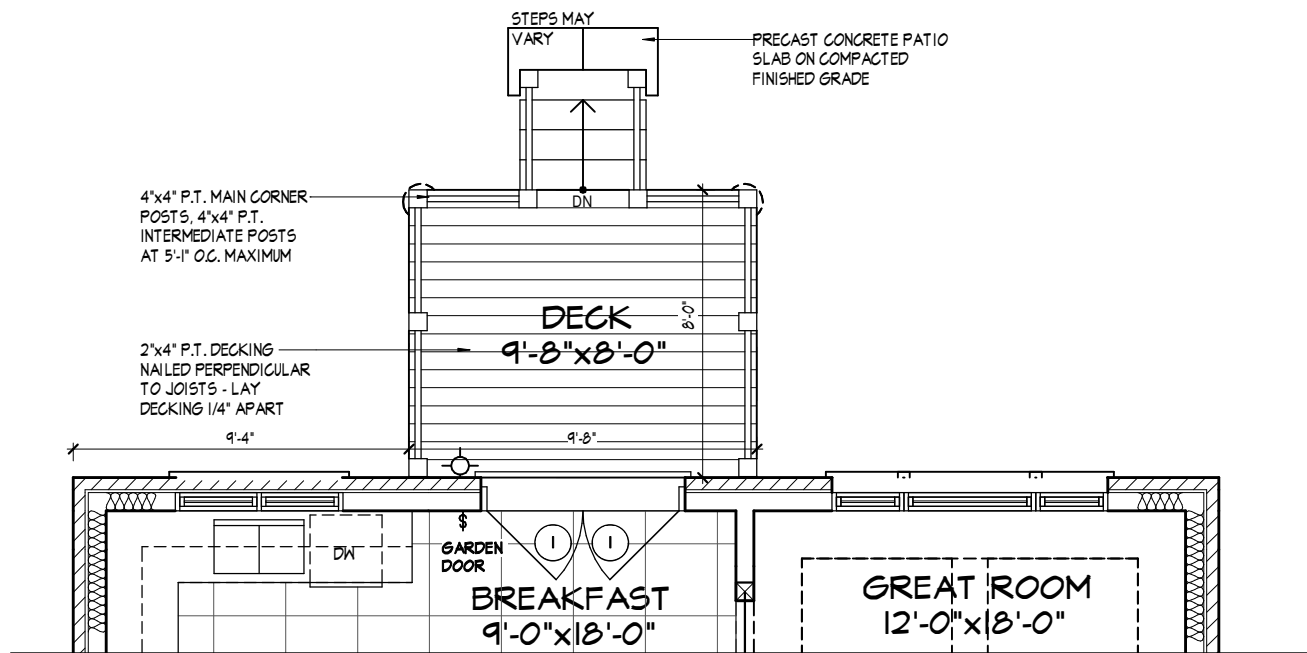 STEPS MAY
VARY
PRECAST CONCRETE PATIO
SLAB ON COMPACTED
FINISHED GRADE
4"x4" P.T. MAIN CORNER
POSTS, 4"x4" P.T.
INTERMEDIATE POSTS
AT 5'-1" O.C. MAXIMUM
DN
DECK
9'-8"x8'-0"
8'-0"
2"x4" P.T. DECKING
NAILED PERPENDICULAR
TO JOISTS - LAY
DECKING 1/4" APART
9'-4"
9'-8"
$
GARDEN
DOOR
DW
1
1
BREAKFAST
9'-0"x18'-0"
GREAT ROOM
12'-0"x18'-0"